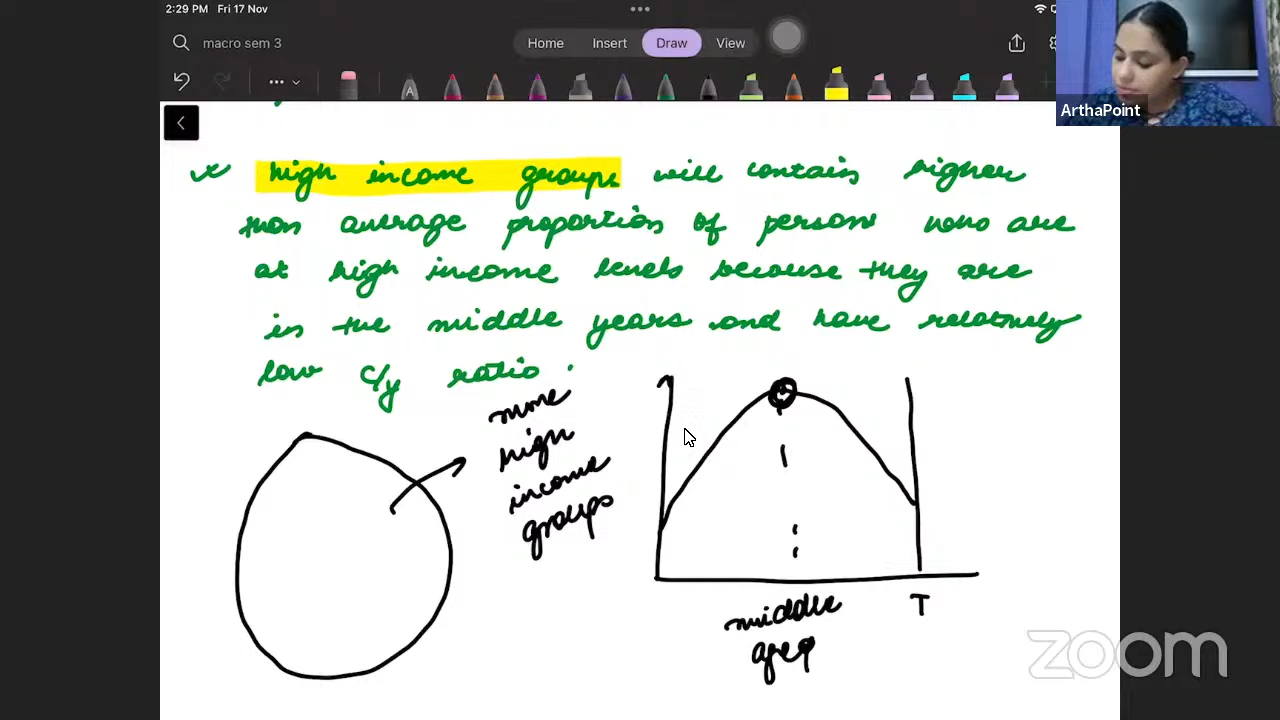 2:29 PM Fri 17 Nov
macro sem 3
Home Insert Draw View
A
ArthaPoint
high income groups will contain higher
than average proportion of persons who are
at high income levels because they are
in the middle years and have relatively
low c/y ratio.
more
high
income
groups
middle
aged
T
zoom